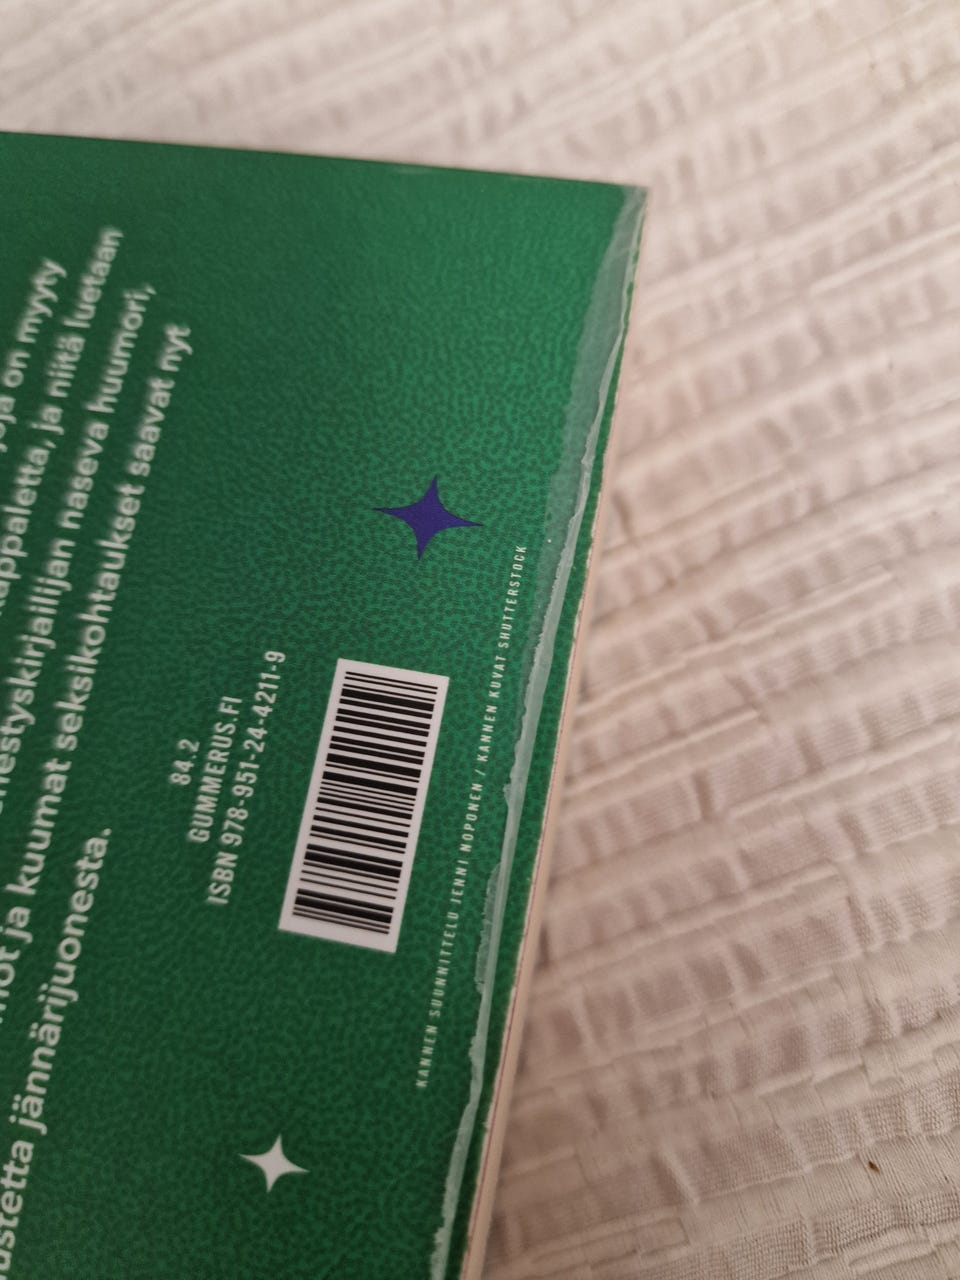 on myyty
kappaletta, ja niitä luetaan
naseva huumori,
ja kuumat seksikohtaukset saavat nyt
jännärijuonesta.
84.2
GUMMERUS.FI
ISBN 978-951-24-4211-9
KANNEN SUUNNITTELU JENNI NOPONEN / KANNEN KUVAT SHUTTERSTOCK